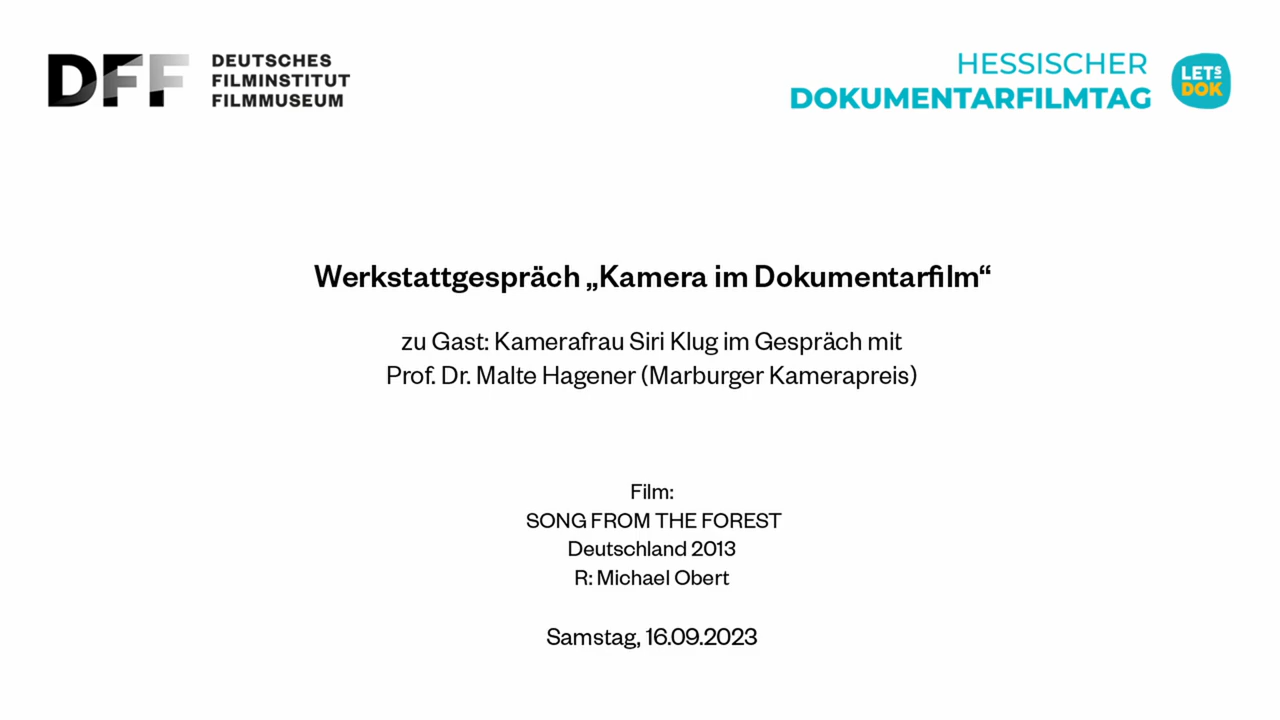 DFF
DEUTSCHES
FILMINSTITUT
FILMMUSEUM
HESSISCHER
DOKUMENTARFILMTAG
LETS
DOK
Werkstattgespräch „Kamera im Dokumentarfilm“
zu Gast: Kamerafrau Siri Klug im Gespräch mit
Prof. Dr. Malte Hagener (Marburger Kamerapreis)
Film:
SONG FROM THE FOREST
Deutschland 2013
R: Michael Obert
Samstag, 16.09.2023